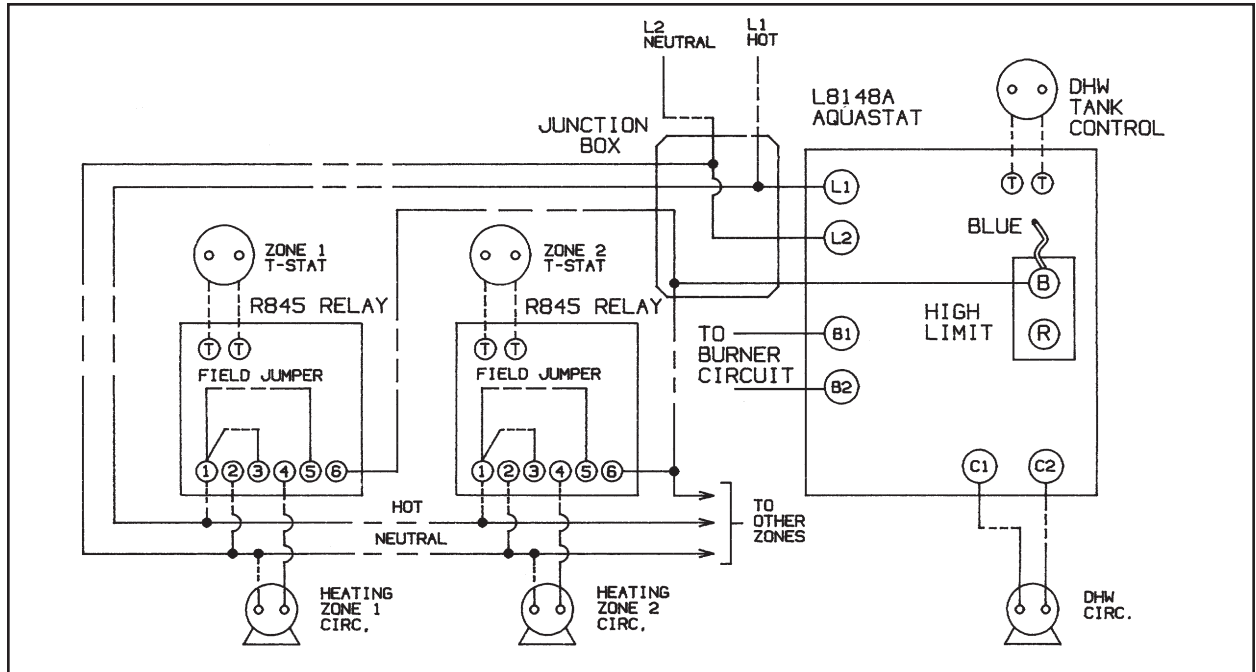 L2
NEUTRAL
L1
HOT
JUNCTION
BOX
L8148A
AQUASTAT
DHW
TANK
CONTROL
T T
L1
L2
BLUE
B
HIGH
LIMIT
R
TO
BURNER
CIRCUIT
B1
B2
C1 C2
ZONE 1
T-STAT
R845 RELAY
T T
FIELD JUMPER
1 2 3 4 5 6
ZONE 2
T-STAT
R845 RELAY
T T
FIELD JUMPER
1 2 3 4 5 6
HOT
NEUTRAL
TO
OTHER
ZONES
HEATING
ZONE 1
CIRC.
HEATING
ZONE 2
CIRC.
DHW
CIRC.